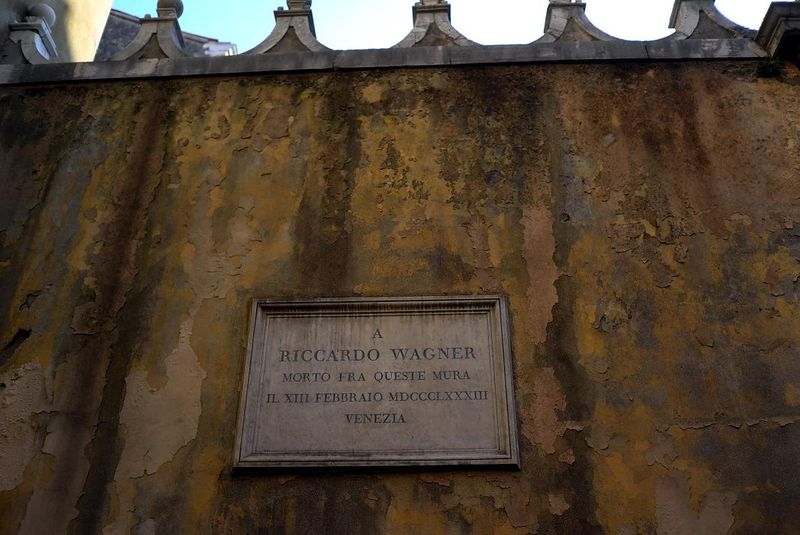 A
RICCARDO WAGNER
MORTO FRA QUESTE MURA
IL XIII FEBBRAIO MDCCCLXXXIII
VENEZIA